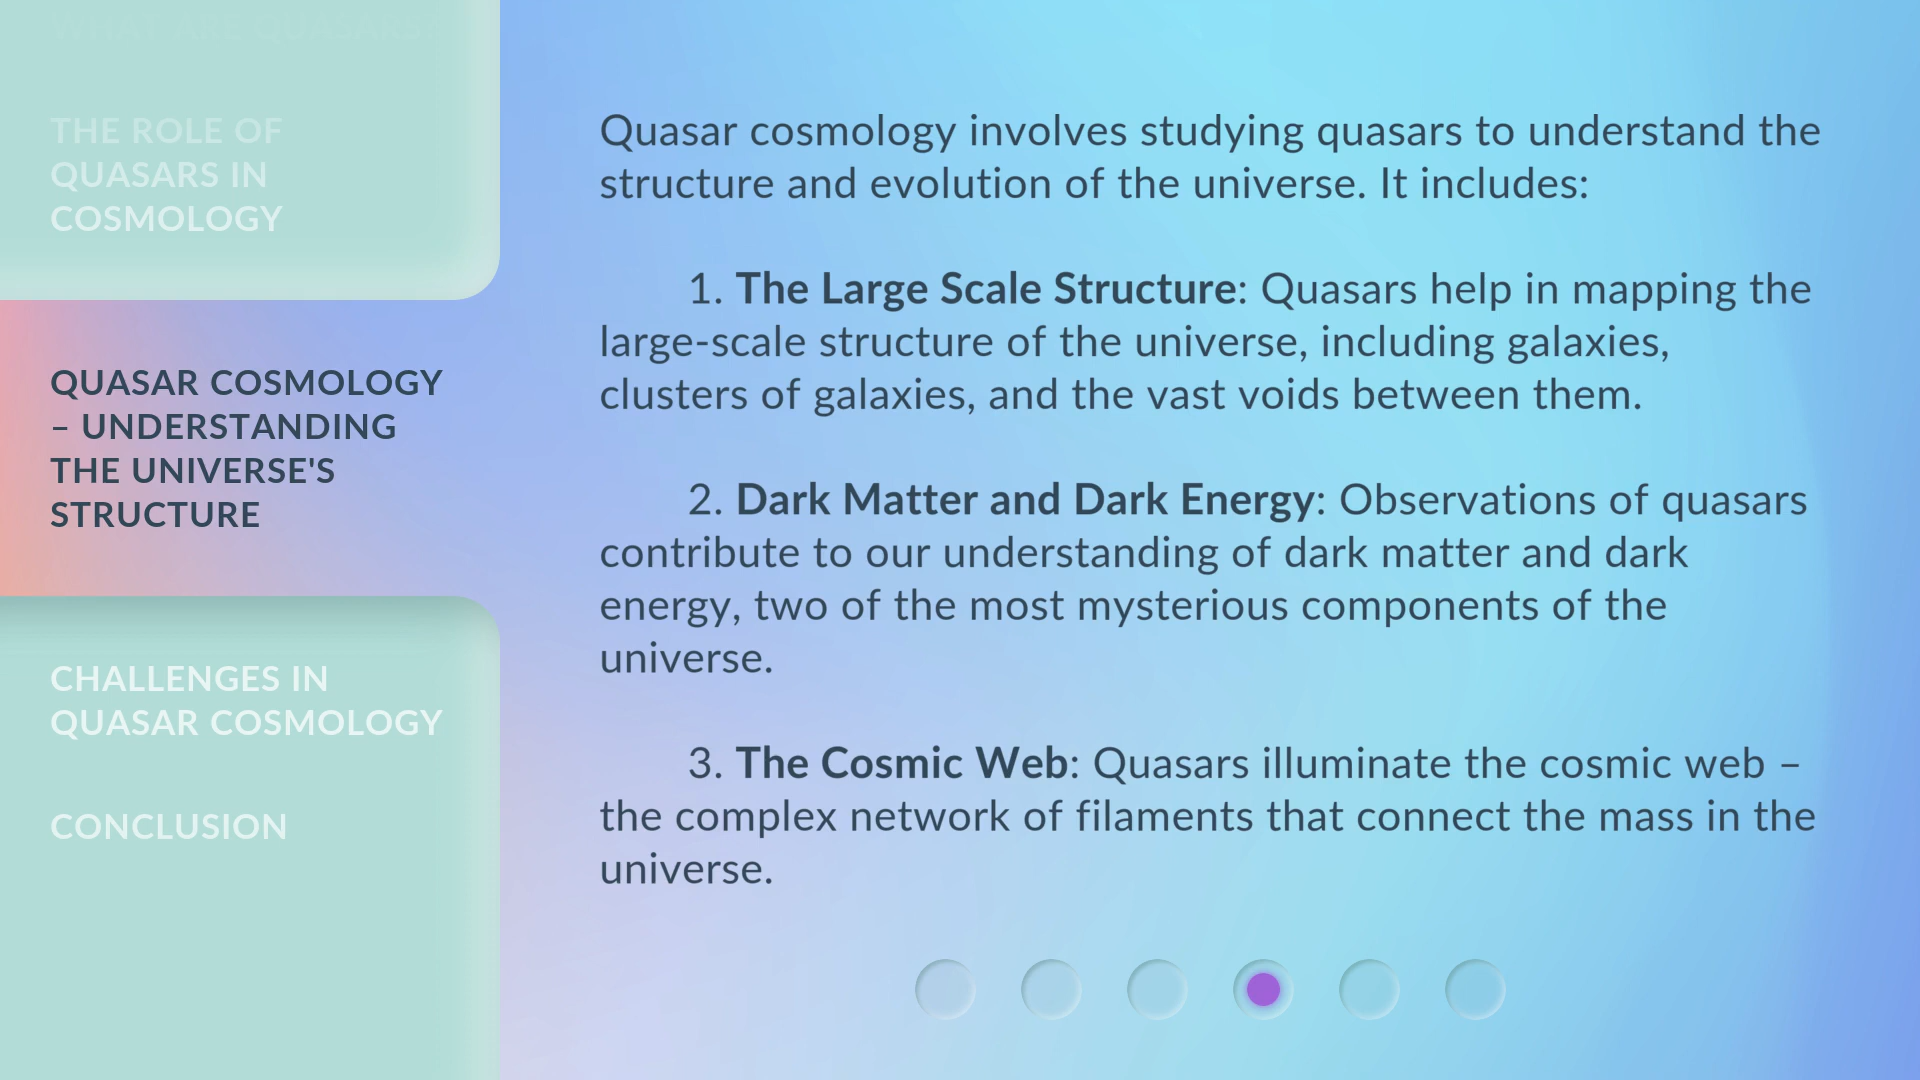 WHAT ARE QUASARS?
THE ROLE OF
QUASARS IN
COSMOLOGY
QUASAR COSMOLOGY
– UNDERSTANDING
THE UNIVERSE'S
STRUCTURE
CHALLENGES IN
QUASAR COSMOLOGY
CONCLUSION
Quasar cosmology involves studying quasars to understand the
structure and evolution of the universe. It includes:
1. The Large Scale Structure: Quasars help in mapping the
large-scale structure of the universe, including galaxies,
clusters of galaxies, and the vast voids between them.
2. Dark Matter and Dark Energy: Observations of quasars
contribute to our understanding of dark matter and dark
energy, two of the most mysterious components of the
universe.
3. The Cosmic Web: Quasars illuminate the cosmic web –
the complex network of filaments that connect the mass in the
universe.